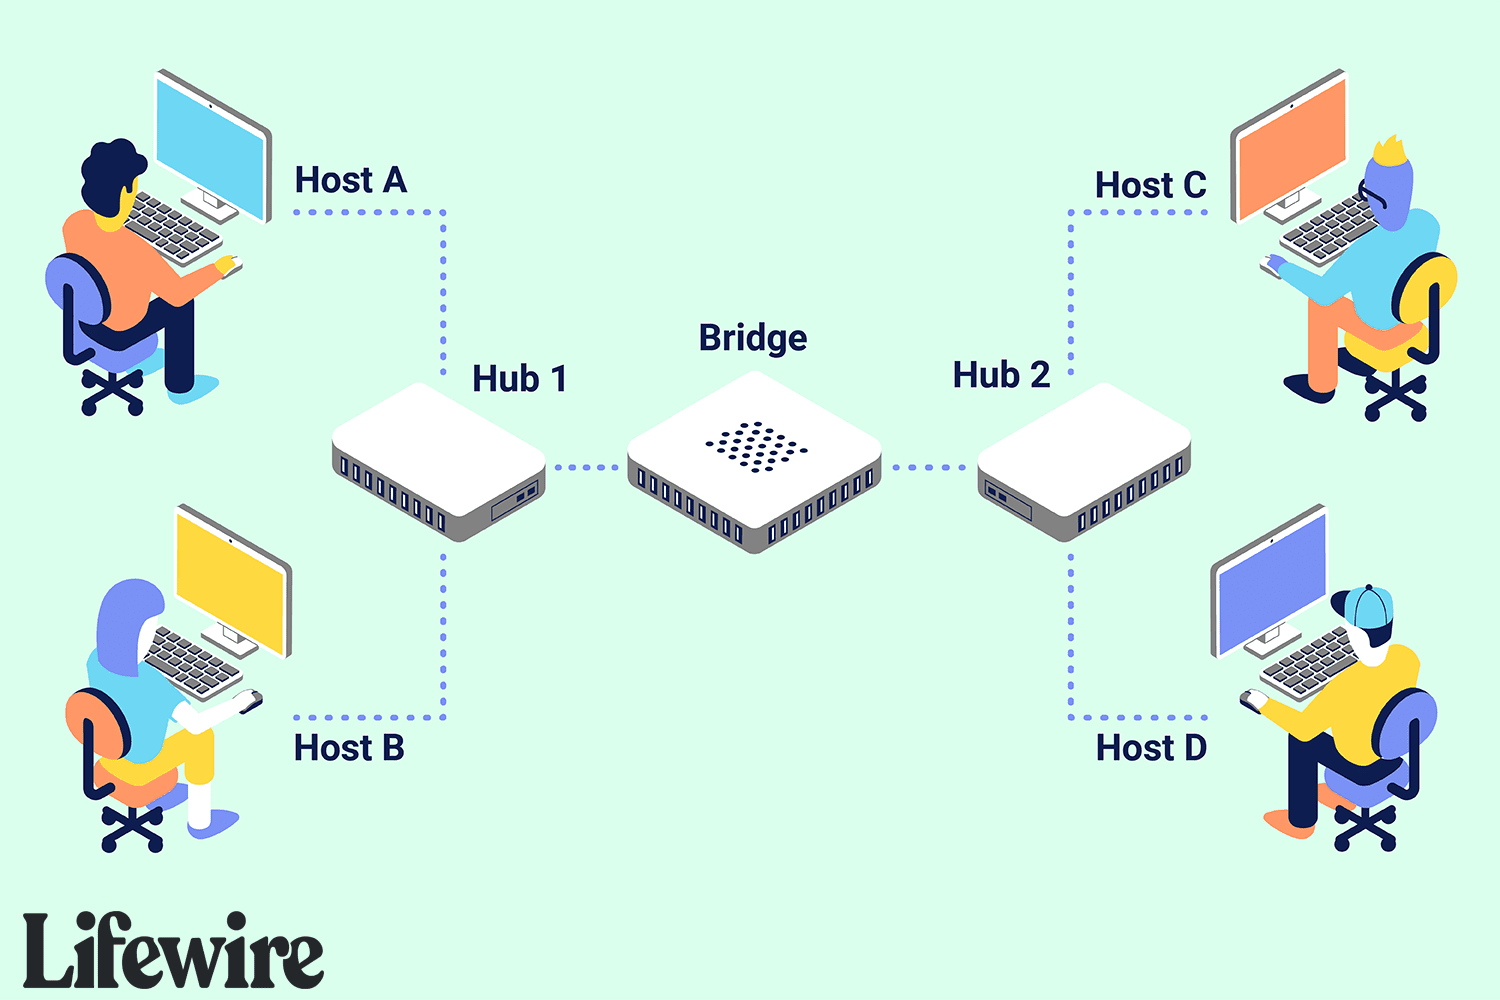 Host A
Host C
Bridge
Hub 1
Hub 2
Host B
Host D
Lifewire